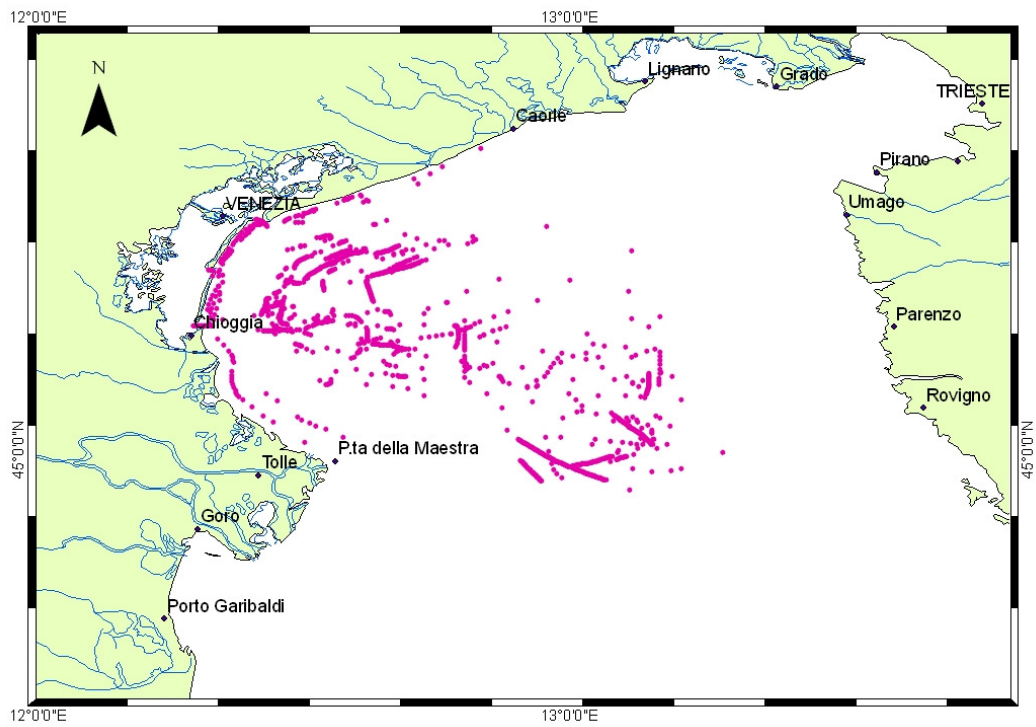 12°0'0"E 13°0'0"E
N
Lignano
Grado
TRIESTE
Caorle
Pirano
VENEZIA
Umago
Chioggia
Parenzo
Rovigno
45°0'0"N
P.ta della Maestra
45°0'0"N
Tolle
Goro
Porto Garibaldi
12°0'0"E 13°0'0"E